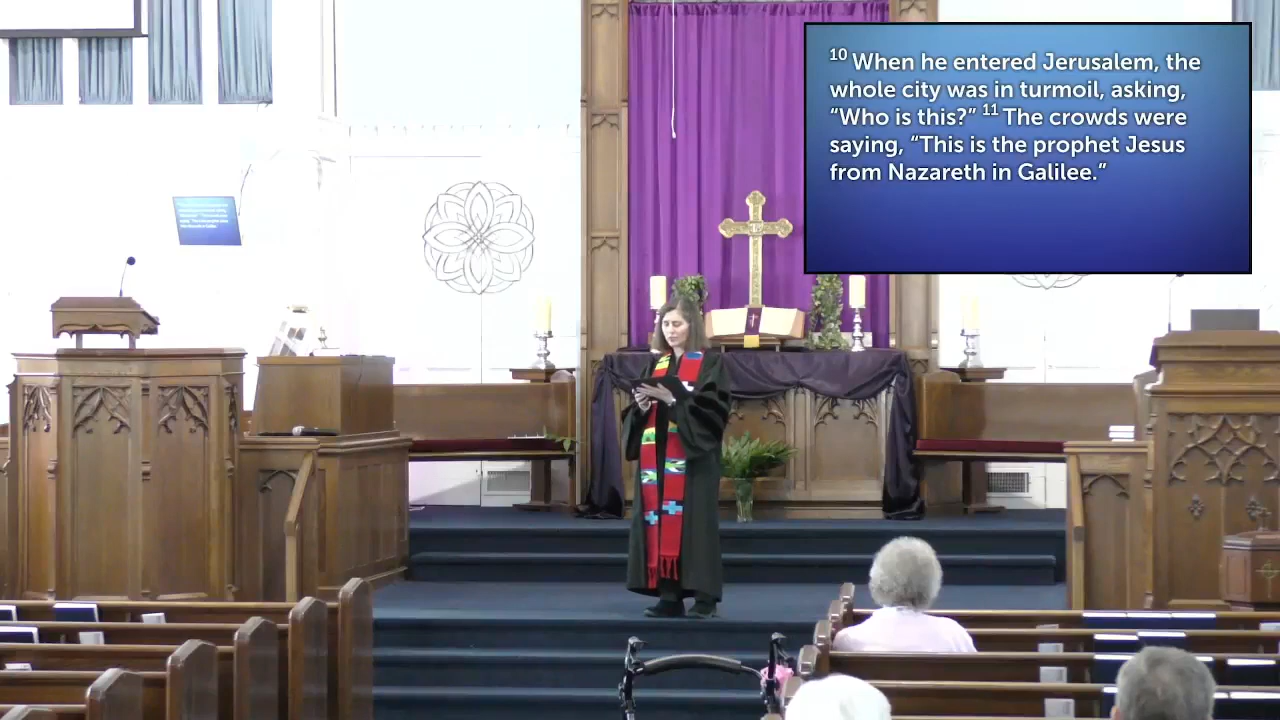 10 When he entered Jerusalem, the
whole city was in turmoil, asking,
“Who is this?” 11 The crowds were
saying, “This is the prophet Jesus
from Nazareth in Galilee.”